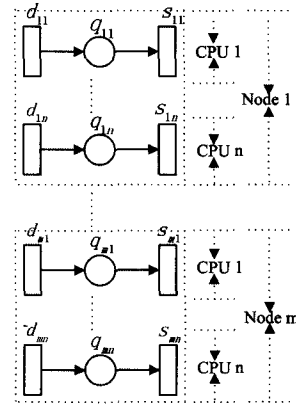 d11 q11 s11
CPU 1
Node 1
d1n q1n s1n
CPU n
dm1 qm1 sm1
CPU 1
Node m
dmn qmn smn
CPU n